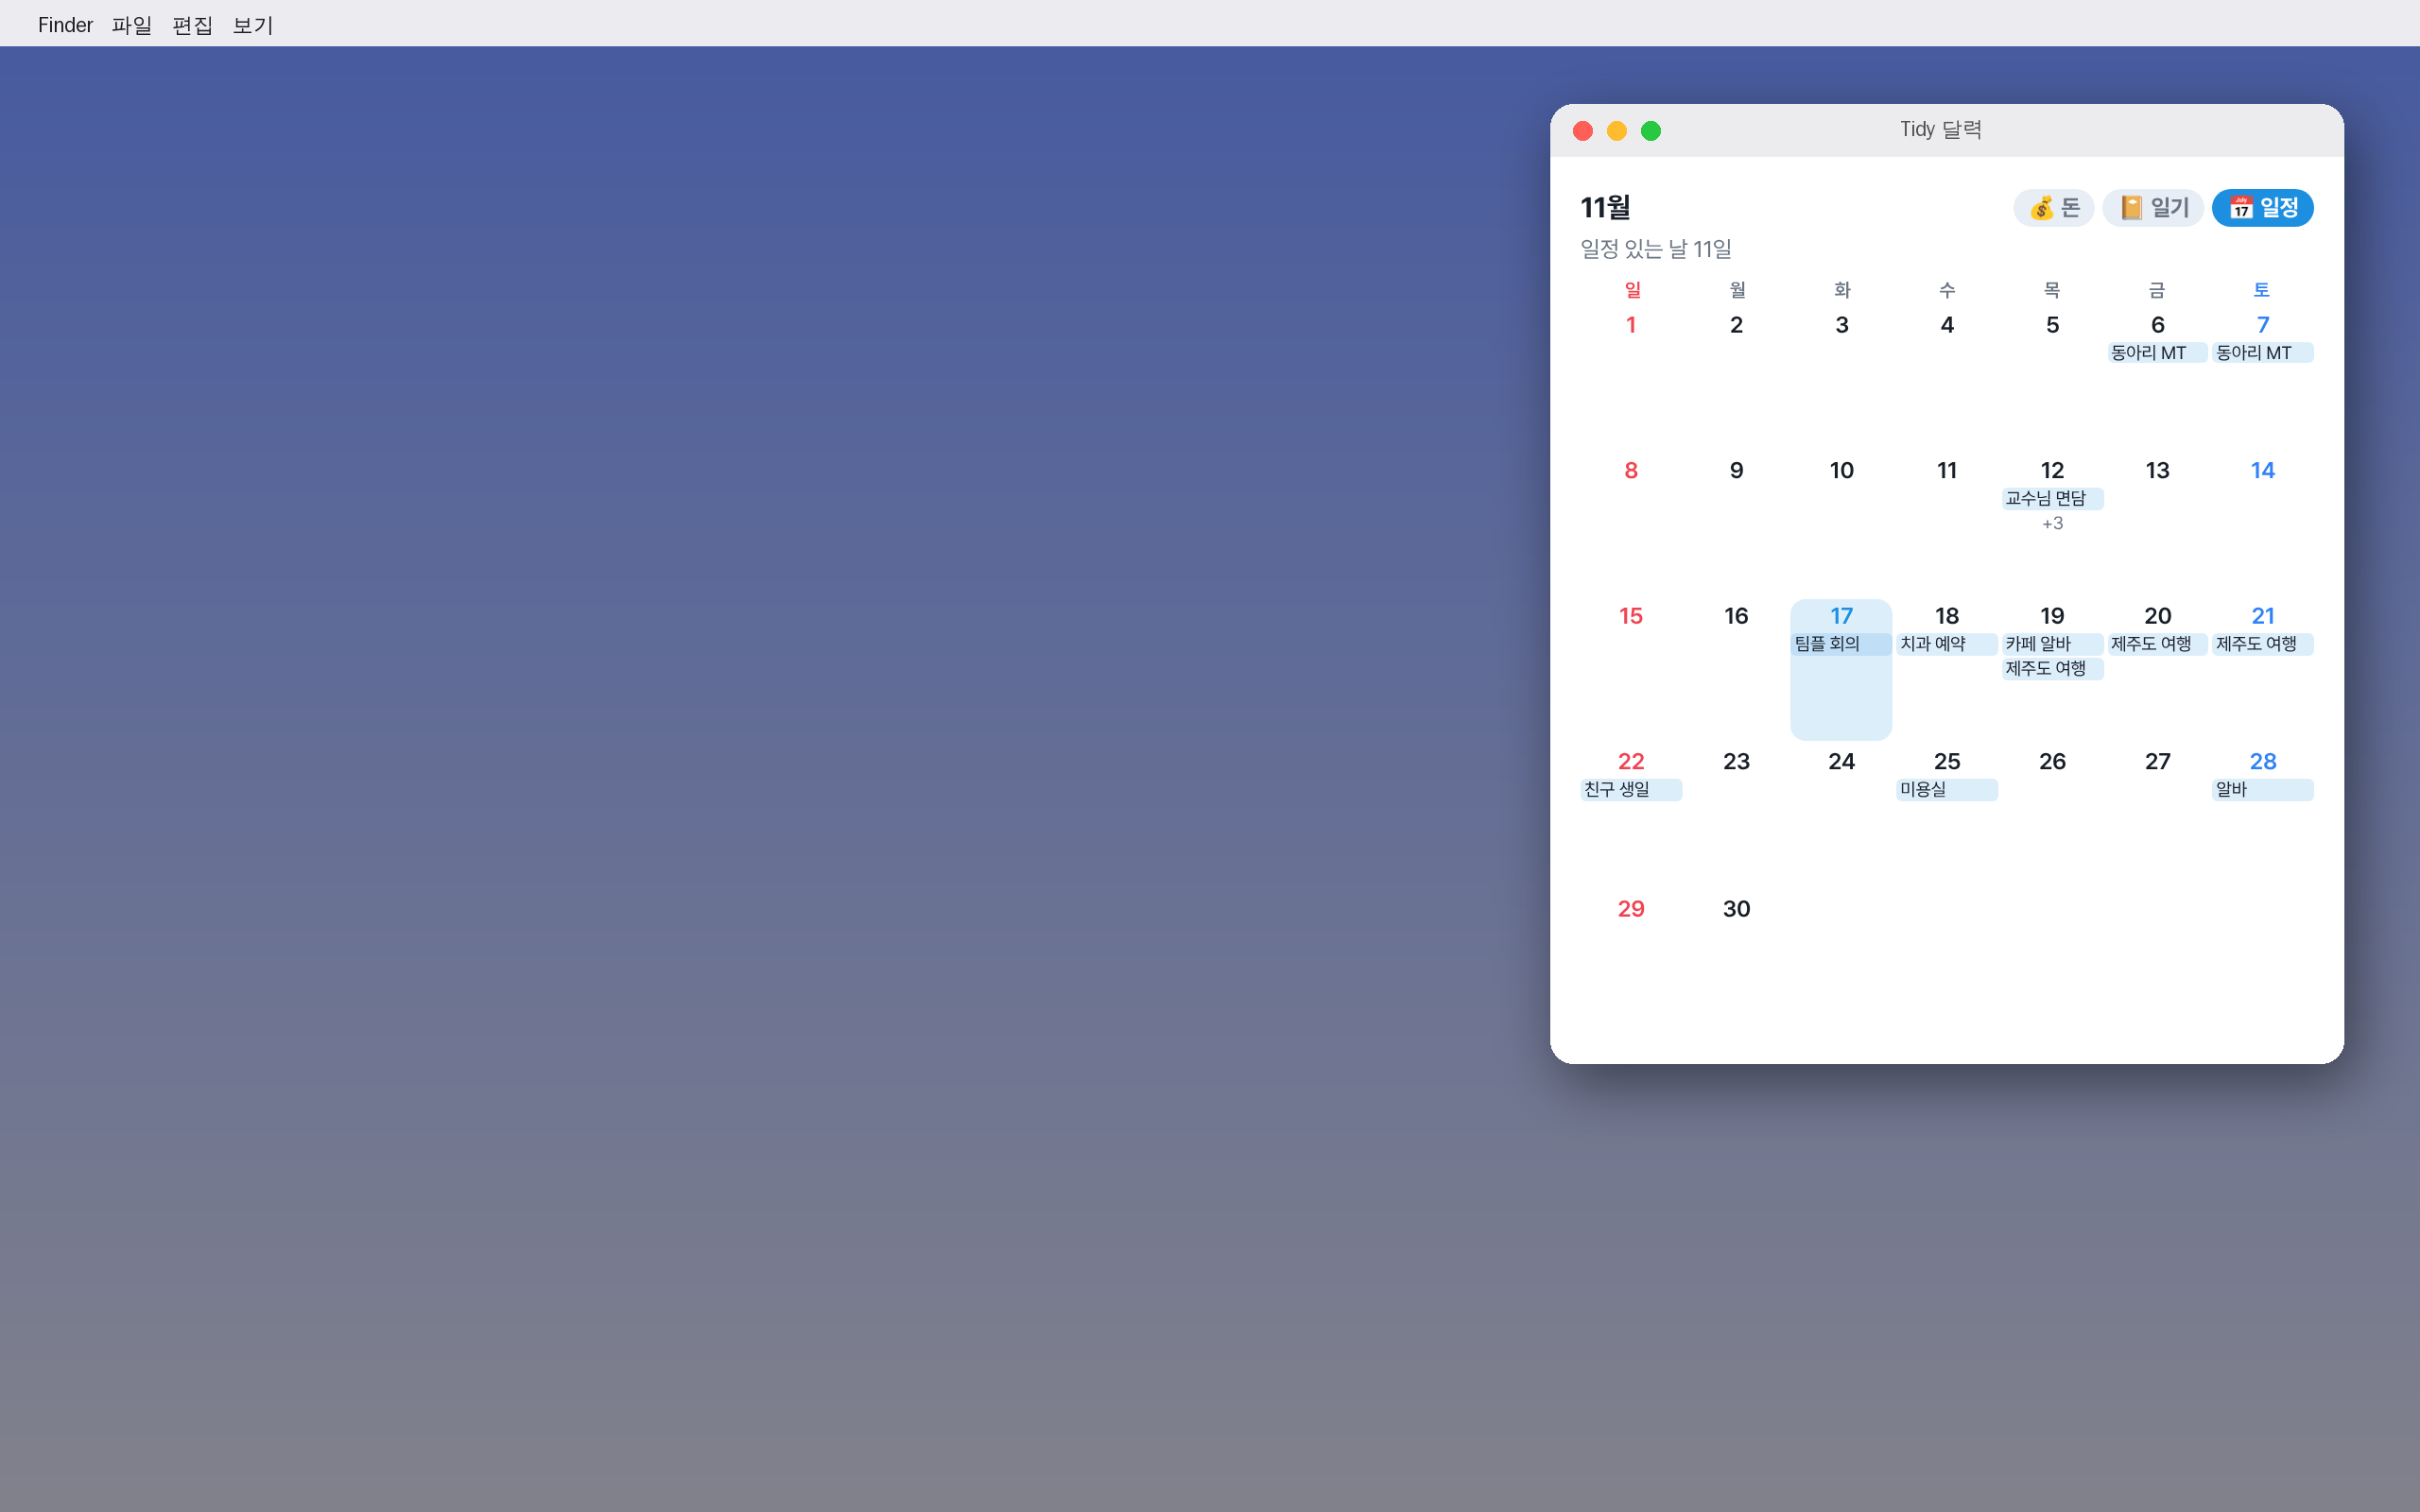 Finder 파일 편집 보기
Tidy 달력
11월 💰 돈 📔 일기 📅 일정
일정 있는 날 11일
일 월 화 수 목 금 토
1 2 3 4 5 6 7
동아리 MT 동아리 MT
8 9 10 11 12 13 14
교수님 면담
+3
15 16 17 18 19 20 21
팀플 회의 치과 예약 카페 알바 제주도 여행 제주도 여행
제주도 여행
22 23 24 25 26 27 28
친구 생일 미용실 알바
29 30